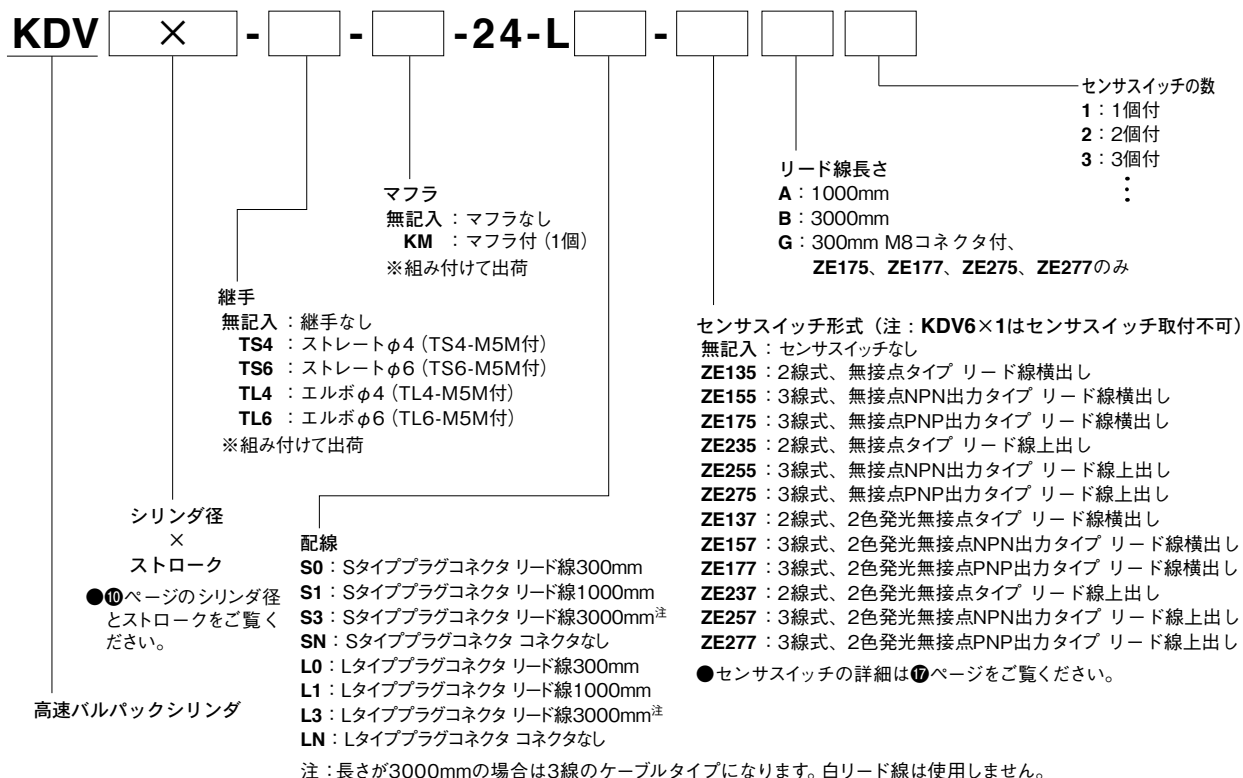 KDV × - - -24-L -
センサスイッチの数
1：1個付
2：2個付
3：3個付
⋮
リード線長さ
A：1000mm
B：3000mm
G：300mm M8コネクタ付、
ZE175、ZE177、ZE275、ZE277のみ
マフラ
無記入：マフラなし
KM：マフラ付（1個）
※組み付けて出荷
継手
無記入：継手なし
TS4：ストレートφ4（TS4-M5M付）
TS6：ストレートφ6（TS6-M5M付）
TL4：エルボφ4（TL4-M5M付）
TL6：エルボφ6（TL6-M5M付）
※組み付けて出荷
センサスイッチ形式（注：KDV6×1はセンサスイッチ取付不可）
無記入：センサスイッチなし
ZE135：2線式、無接点タイプ リード線横出し
ZE155：3線式、無接点NPN出力タイプ リード線横出し
ZE175：3線式、無接点PNP出力タイプ リード線横出し
ZE235：2線式、無接点タイプ リード線上出し
ZE255：3線式、無接点NPN出力タイプ リード線上出し
ZE275：3線式、無接点PNP出力タイプ リード線上出し
ZE137：2線式、2色発光無接点タイプ リード線横出し
ZE157：3線式、2色発光無接点NPN出力タイプ リード線横出し
ZE177：3線式、2色発光無接点PNP出力タイプ リード線横出し
ZE237：2線式、2色発光無接点タイプ リード線上出し
ZE257：3線式、2色発光無接点NPN出力タイプ リード線上出し
ZE277：3線式、2色発光無接点PNP出力タイプ リード線上出し
●センサスイッチの詳細は⓱ページをご覧ください。
シリンダ径
×
ストローク
●❿ページのシリンダ径
とストロークをご覧く
ださい。
配線
S0：Sタイププラグコネクタ リード線300mm
S1：Sタイププラグコネクタ リード線1000mm
S3：Sタイププラグコネクタ リード線3000mm注
SN：Sタイププラグコネクタ コネクタなし
L0：Lタイププラグコネクタ リード線300mm
L1：Lタイププラグコネクタ リード線1000mm
L3：Lタイププラグコネクタ リード線3000mm注
LN：Lタイププラグコネクタ コネクタなし
高速バルパックシリンダ
注：長さが3000mmの場合は3線のケーブルタイプになります。白リード線は使用しません。